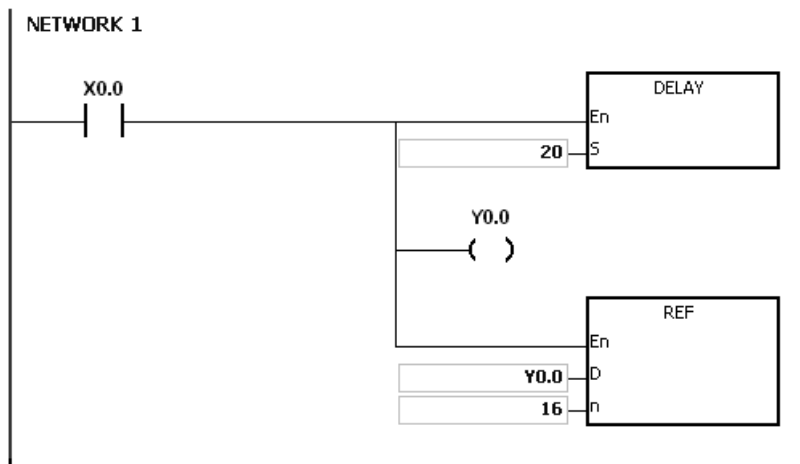 NETWORK 1
X0.0
DELAY
En
20 S
Y0.0
REF
En
Y0.0 D
16 n